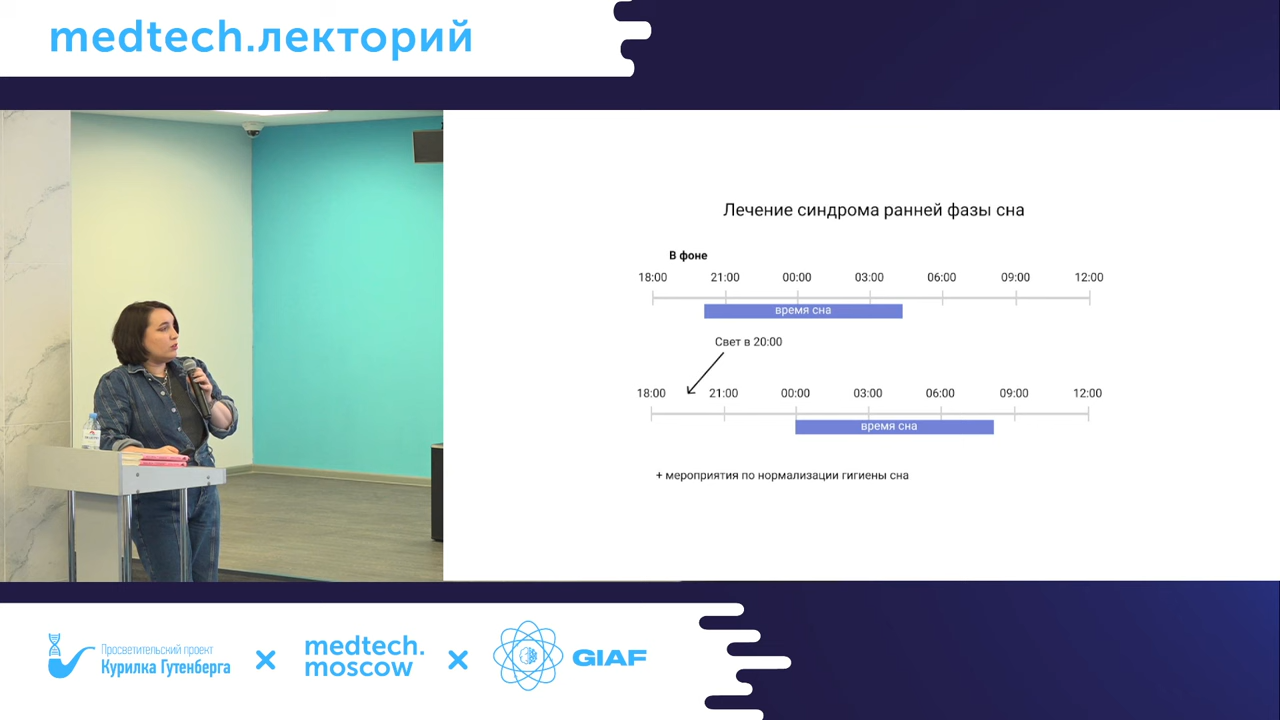 medtech.лекторий
Лечение синдрома ранней фазы сна
В фоне
18:00 21:00 00:00 03:00 06:00 09:00 12:00
время сна
Свет в 20:00
18:00 21:00 00:00 03:00 06:00 09:00 12:00
время сна
+ мероприятия по нормализации гигиены сна
Просветительский проект
Курилка Гутенберга
×
medtech.
moscow
×
GIAF